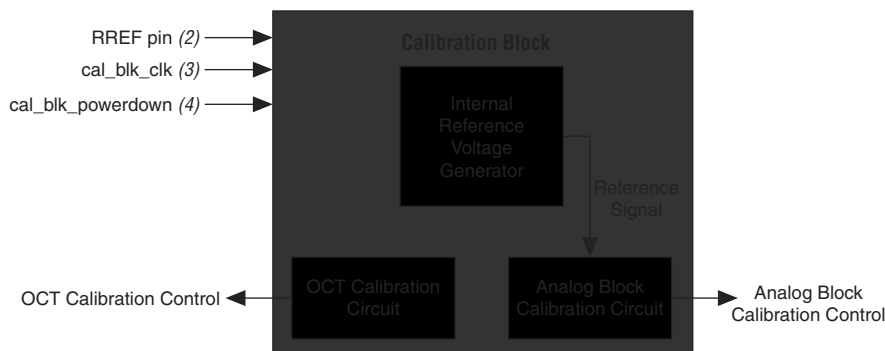 RREF pin (2)
cal_blk_clk (3)
cal_blk_powerdown (4)
Calibration Block
Internal
Reference
Voltage
Generator
Reference
Signal
OCT Calibration Control
OCT Calibration
Circuit
Analog Block
Calibration Circuit
Analog Block
Calibration Control